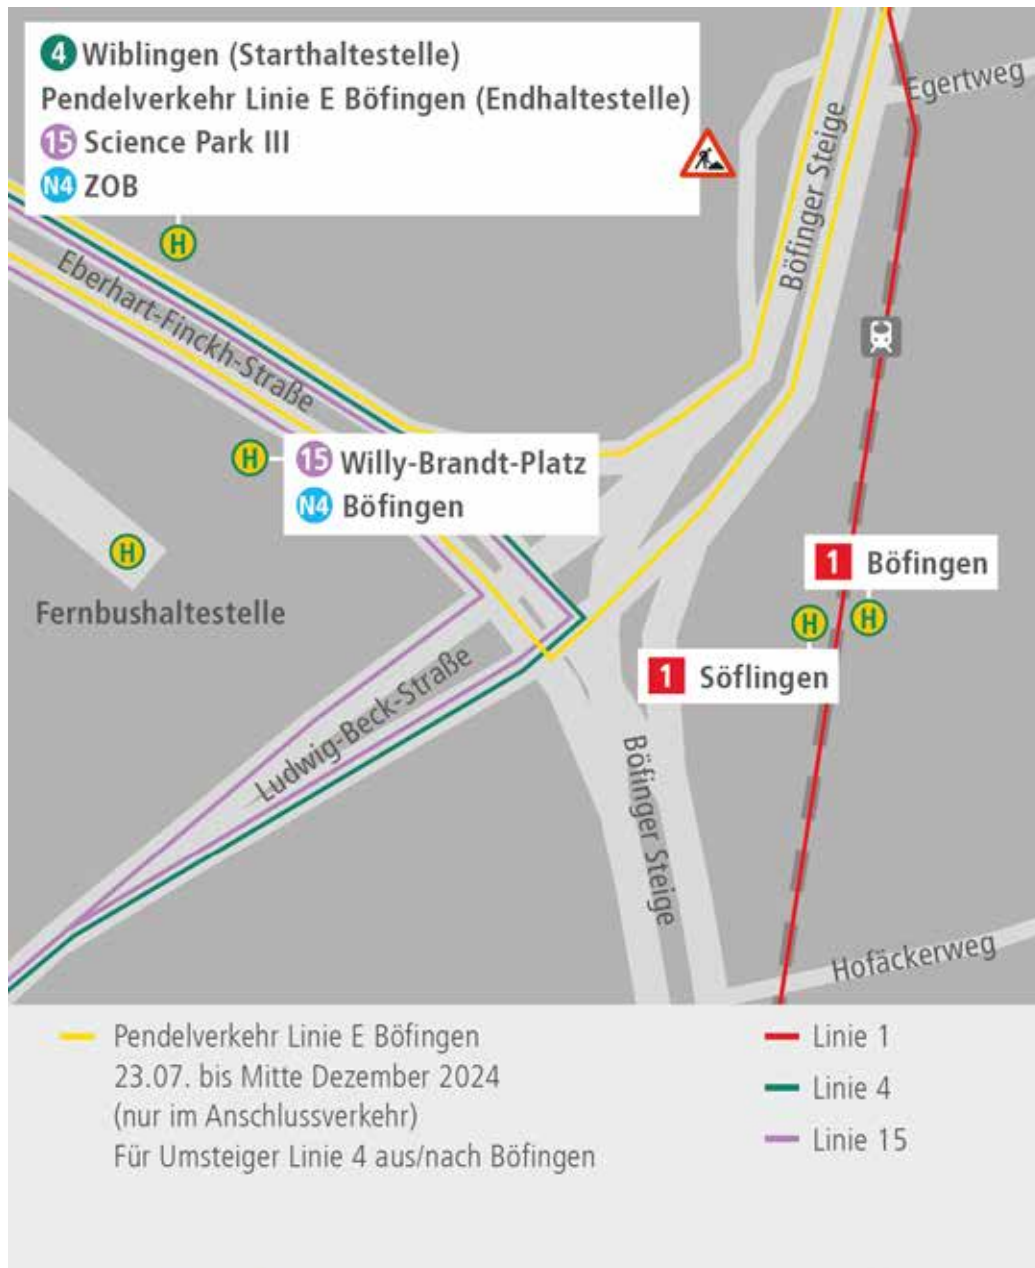 4 Wiblingen (Starthaltestelle)
Pendelverkehr Linie E Böfingen (Endhaltestelle)
15 Science Park III
N4 ZOB
Egertweg
Böfinger Steige
H
Eberhart-Finckh-Straße
H
15 Willy-Brandt-Platz
N4 Böfingen
H
Fernbushaltestelle
1 Böfingen
H
H
1 Söflingen
Ludwig-Beck-Straße
Böfinger Steige
Hofäckerweg
Pendelverkehr Linie E Böfingen
23.07. bis Mitte Dezember 2024
(nur im Anschlussverkehr)
Für Umsteiger Linie 4 aus/nach Böfingen
Linie 1
Linie 4
Linie 15